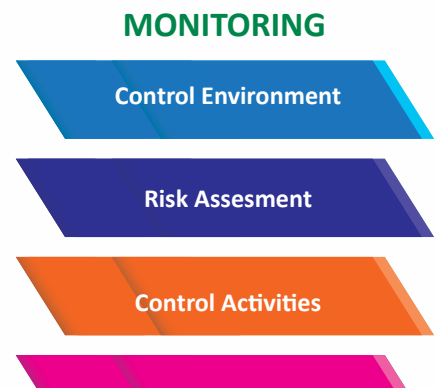 MONITORING
Control Environment
Risk Assesment
Control Activities